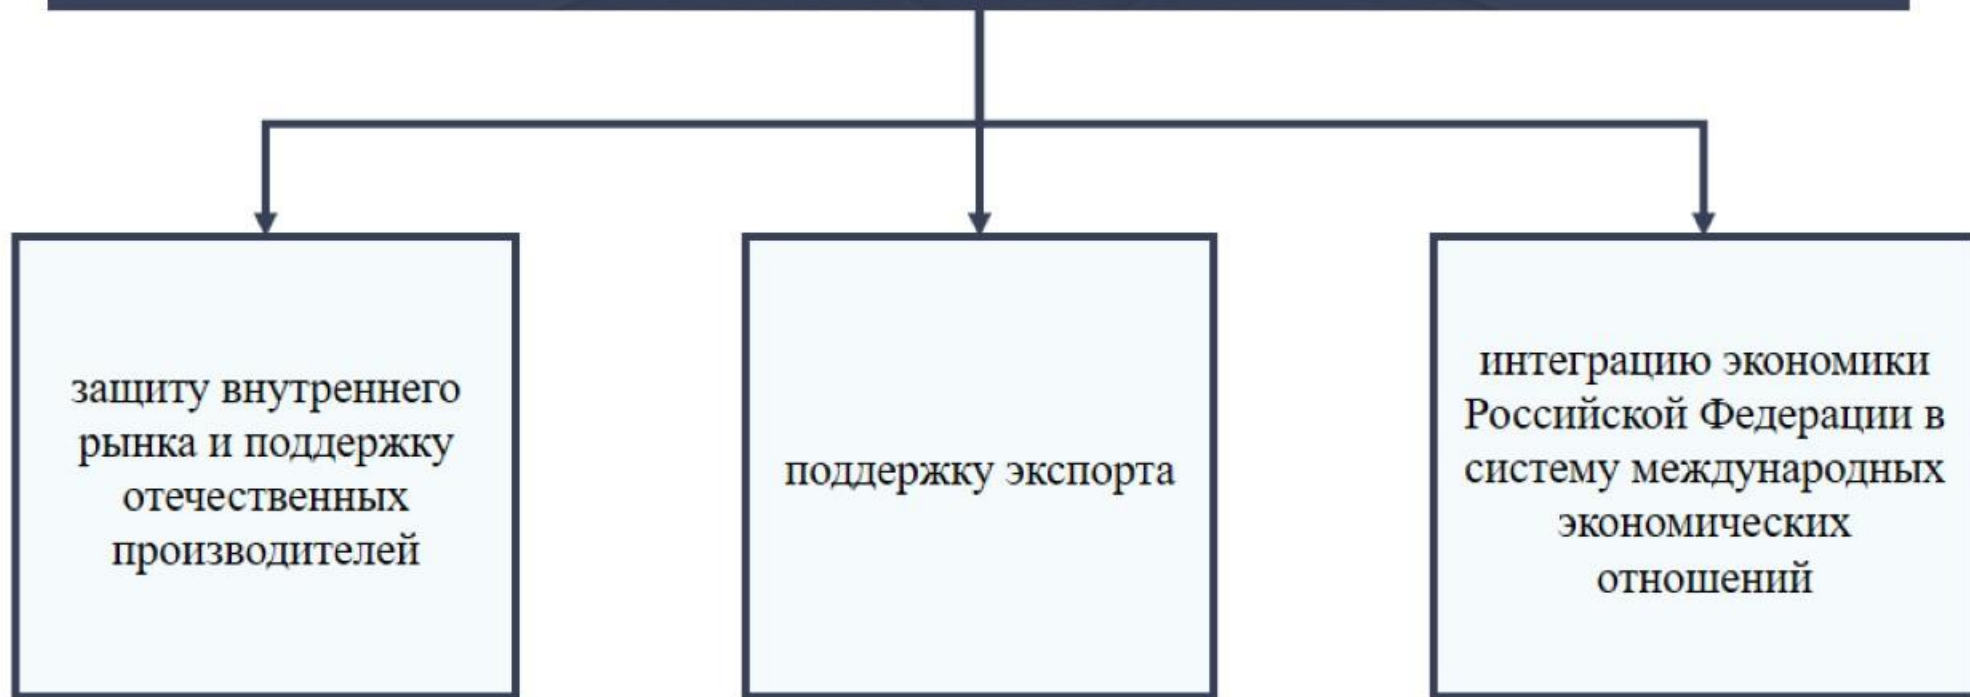 защиту внутреннего
рынка и поддержку
отечественных
производителей
поддержку экспорта
интеграцию экономики
Российской Федерации в
систему международных
экономических
отношений